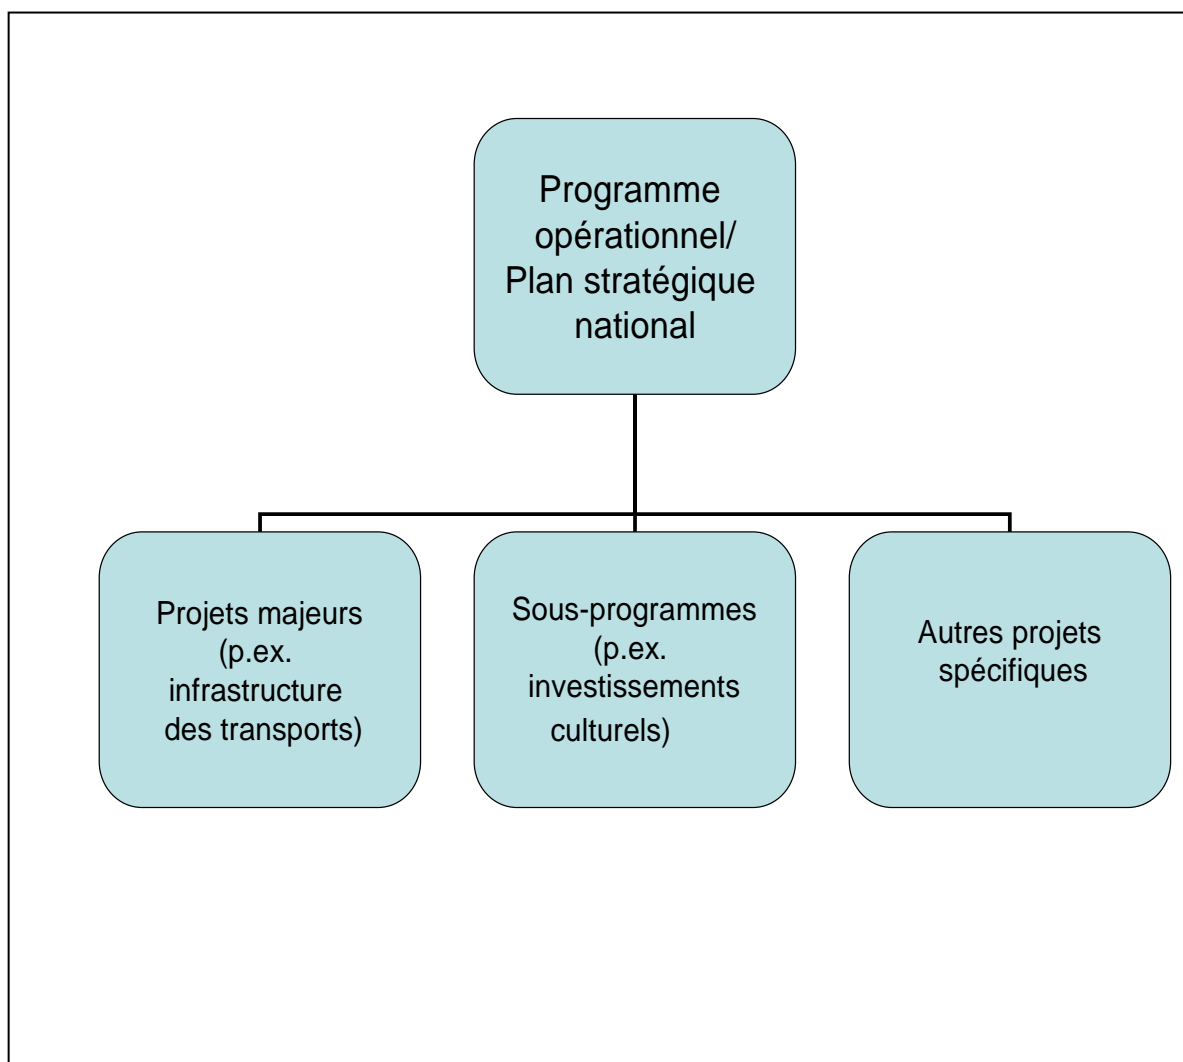 Programme
opérationnel/
Plan stratégique
national
Projets majeurs
(p.ex.
infrastructure
des transports)
Sous-programmes
(p.ex.
investissements
culturels)
Autres projets
spécifiques